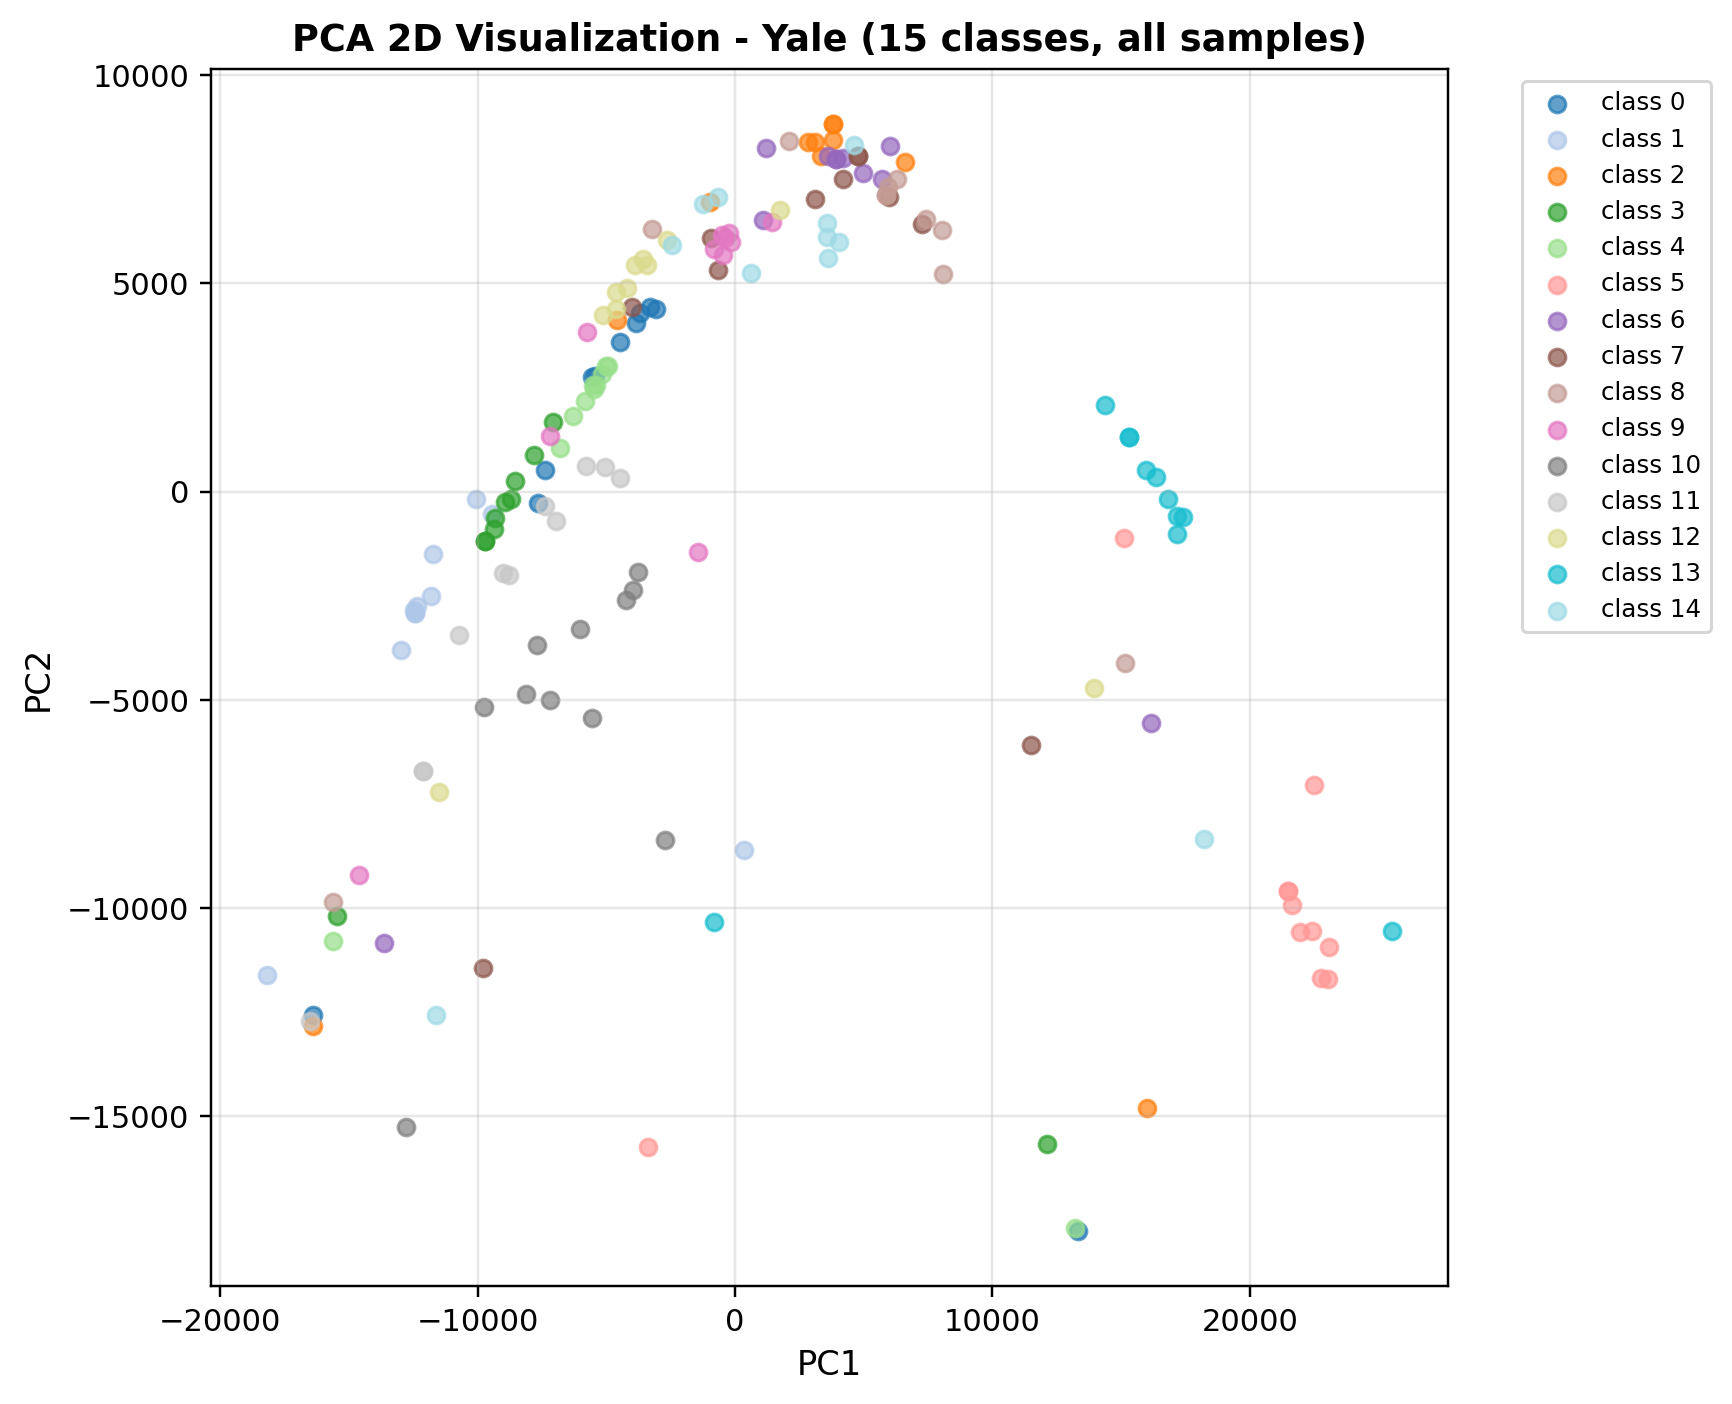 PCA 2D Visualization - Yale (15 classes, all samples)
10000
5000
0
−5000
−10000
−15000
PC2
−20000
−10000
0
10000
20000
PC1
class 0
class 1
class 2
class 3
class 4
class 5
class 6
class 7
class 8
class 9
class 10
class 11
class 12
class 13
class 14